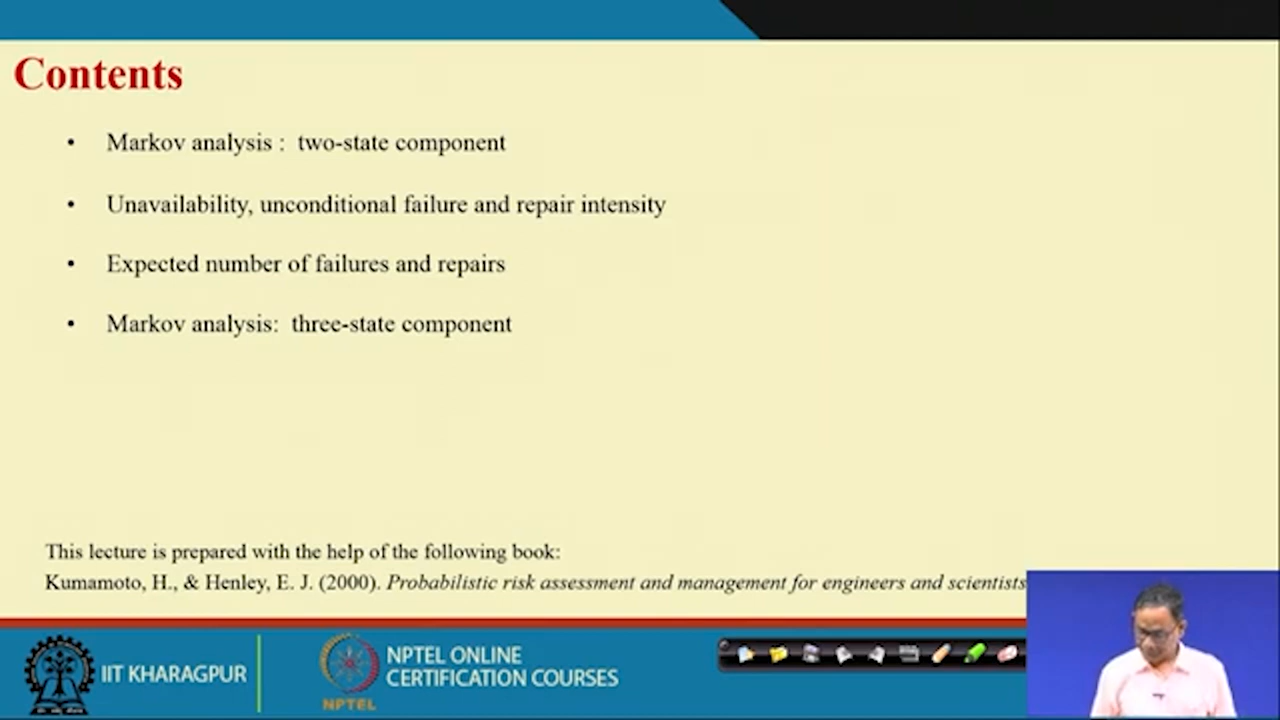 Contents
• Markov analysis : two-state component
• Unavailability, unconditional failure and repair intensity
• Expected number of failures and repairs
• Markov analysis: three-state component
This lecture is prepared with the help of the following book:
Kumamoto, H., & Henley, E. J. (2000). Probabilistic risk assessment and management for engineers and scientists
IIT KHARAGPUR
NPTEL ONLINE
CERTIFICATION COURSES
NPTEL